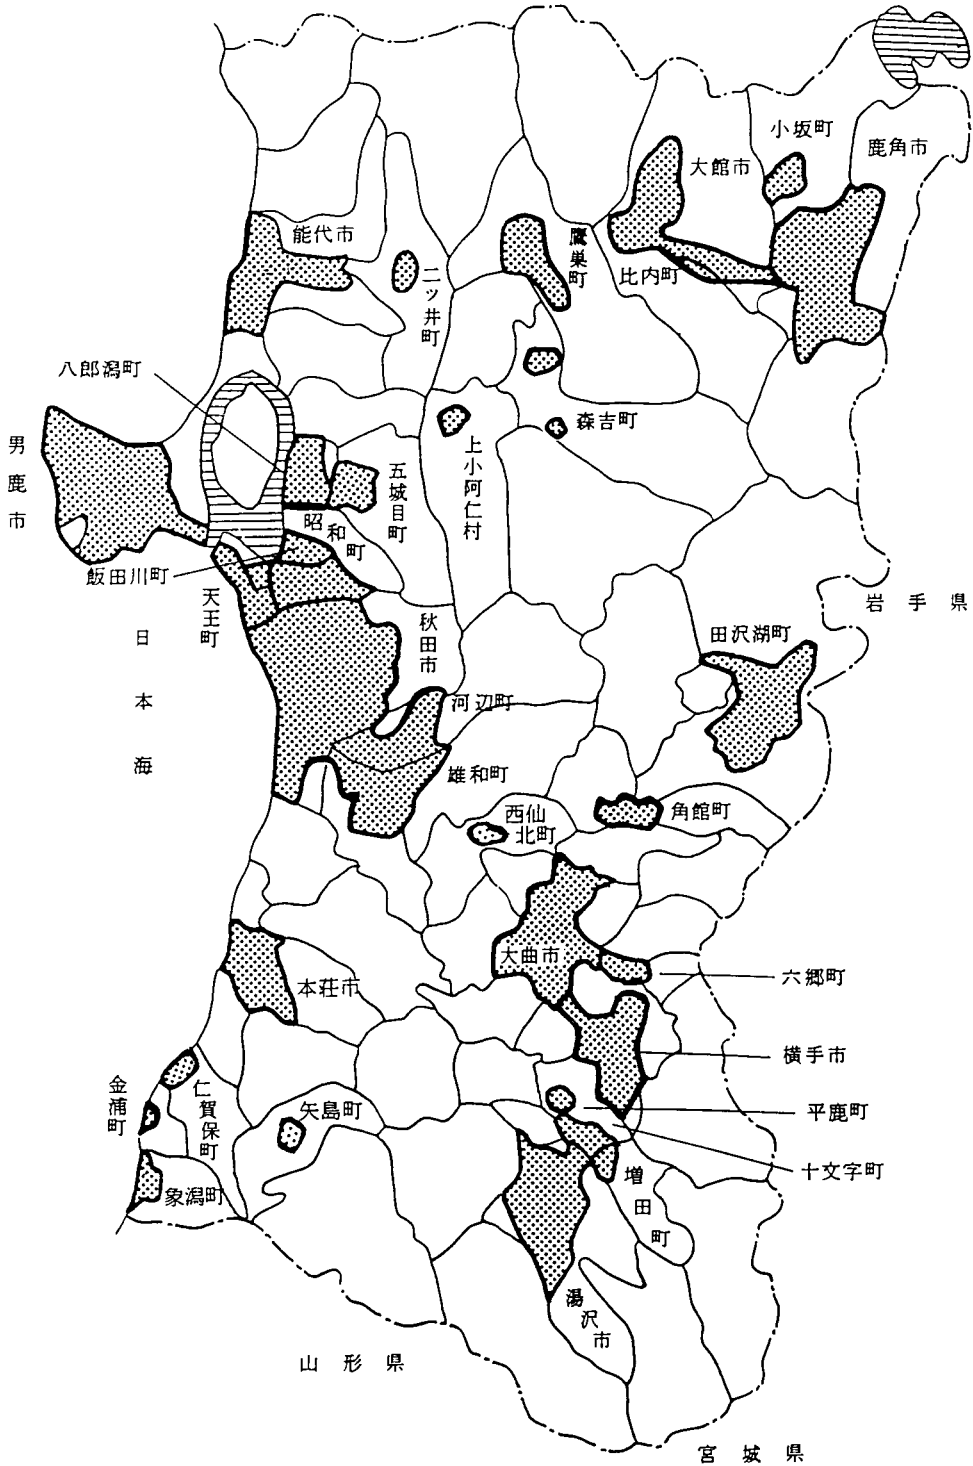 小坂町
鹿角市
大館市
能代市
鷹巣町
比内町
二ッ井町
八郎潟町
森吉町
男鹿市
五城目町
上小阿仁村
昭和町
飯田川町
天王町
岩手県
秋田市
田沢湖町
日本海
河辺町
雄和町
西仙北町
角館町
大曲市
六郷町
本荘市
横手市
金浦町
仁賀保町
矢島町
平鹿町
十文字町
増田町
象潟町
湯沢市
山形県
宮城県